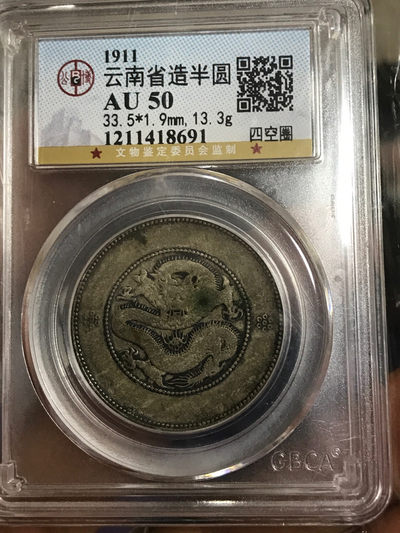 1911
云南省造半圆
AU 50
33.5*1.9mm,13.3g
1211418691
四空圈
文物鉴定委员会监制
GBCA